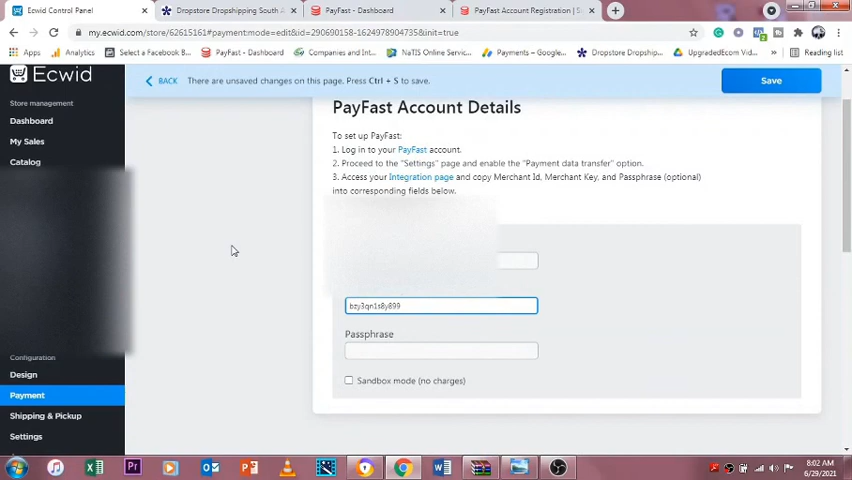 Ecwid Control Panel
Dropstore Dropshipping South A
PayFast - Dashboard
PayFast Account Registration | Si
my.ecwid.com/store/62615161#payment:mode=edit&id=290690158-1624978904735&init=true
Apps
Analytics
Select a Facebook B...
PayFast - Dashboard
Companies and Int...
NaTIS Online Servic...
Payments – Google...
Dropstore Dropship...
UpgradedEcom Vid...
Reading list
Ecwid
BACK
There are unsaved changes on this page. Press Ctrl + S to save.
Save
Store management
Dashboard
My Sales
Catalog
Configuration
Design
Payment
Shipping & Pickup
Settings
PayFast Account Details
To set up PayFast:
1. Log in to your PayFast account.
2. Proceed to the "Settings" page and enable the "Payment data transfer" option.
3. Access your Integration page and copy Merchant Id, Merchant Key, and Passphrase (optional)
into corresponding fields below.
bzy3qn1s8y899
Passphrase
Sandbox mode (no charges)
8:02 AM
6/29/2021